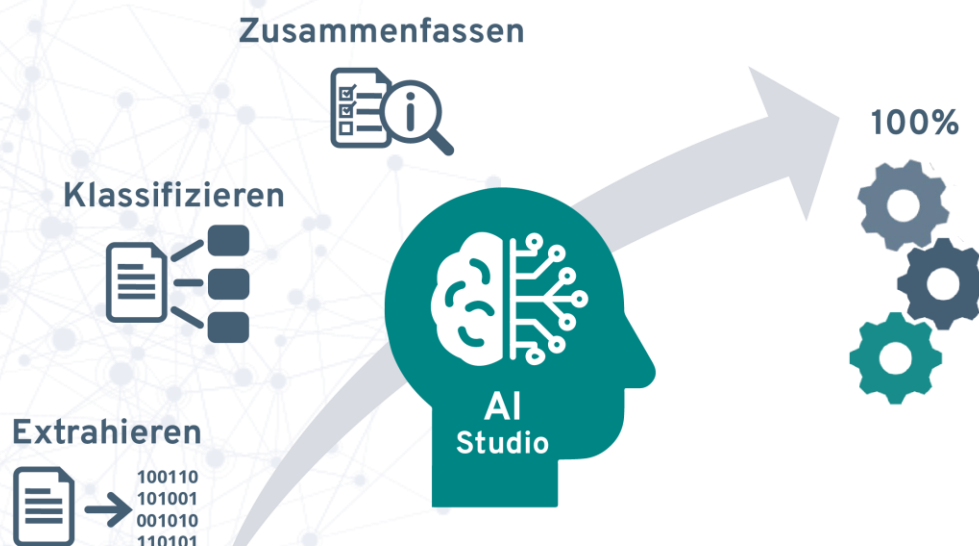 Zusammenfassen
i
100%
Klassifizieren
AI
Studio
Extrahieren
100110
101001
001010
110101